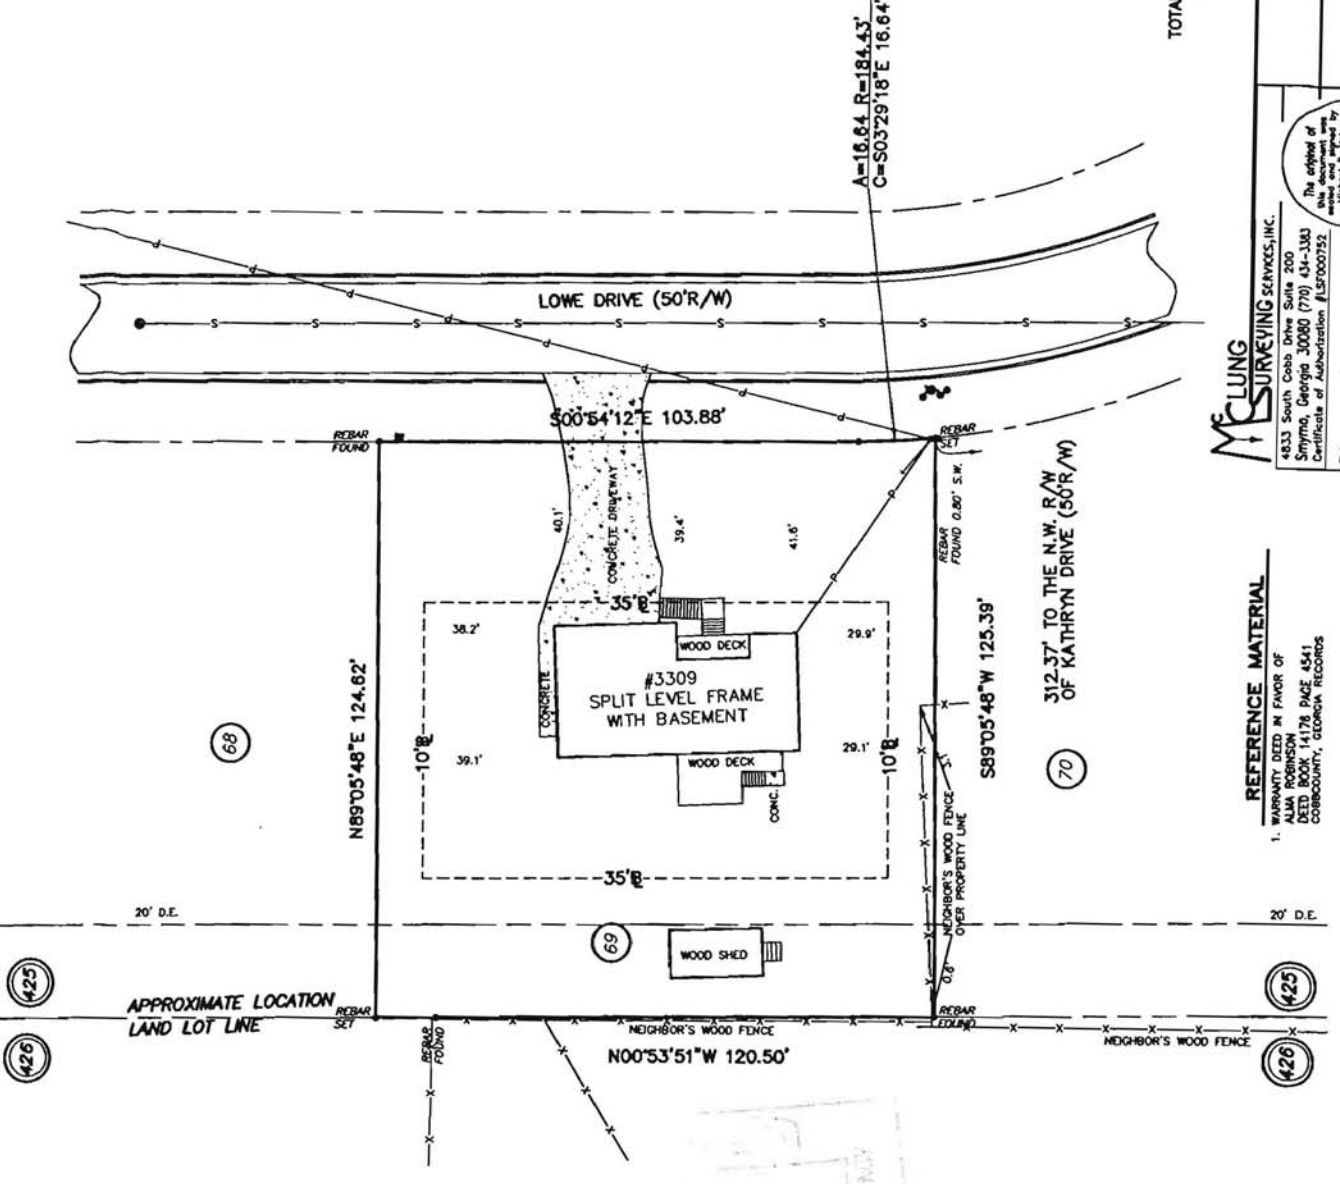 TOTA
A=16.64 R=184.43'
C=S03°29'18"E 16.64'
LOWE DRIVE (50'R/W)
S00°54'12"E 103.88'
REBAR
FOUND
REBAR
SET
REBAR
FOUND 0.80' S.W.
CONCRETE DRIVEWAY
40.1'
39.4'
41.6'
35'BL
38.2'
29.9'
WOOD DECK
#3309
SPLIT LEVEL FRAME
WITH BASEMENT
CONCRETE
N89°05'48"E 124.62'
S89°05'48"W 125.39'
312.37' TO THE N.W. R/W
OF KATHRYN DRIVE (50'R/W)
68
70
10'BL
39.1'
29.1'
10'BL
WOOD DECK
CONC.
.5'
NEIGHBOR'S WOOD FENCE
OVER PROPERTY LINE
35'BL
20' D.E.
20' D.E.
69
WOOD SHED
0.6'
425
425
APPROXIMATE LOCATION
LAND LOT LINE
REBAR
SET
REBAR
FOUND
REBAR
FOUND
NEIGHBOR'S WOOD FENCE
NEIGHBOR'S WOOD FENCE
N00°53'51"W 120.50'
426
426
McCLUNG
SURVEYING SERVICES,INC.
4833 South Cobb Drive Suite 200
Smyrna, Georgia 30080 (770) 434-3383
Certificate of Authorization #LSF000752
The original of
this document was
sealed and signed by
REFERENCE MATERIAL
1. WARRANTY DEED IN FAVOR OF
ALMA ROBINSON
DEED BOOK 14178 PAGE 4541
COBBCOUNTY, GEORGIA RECORDS